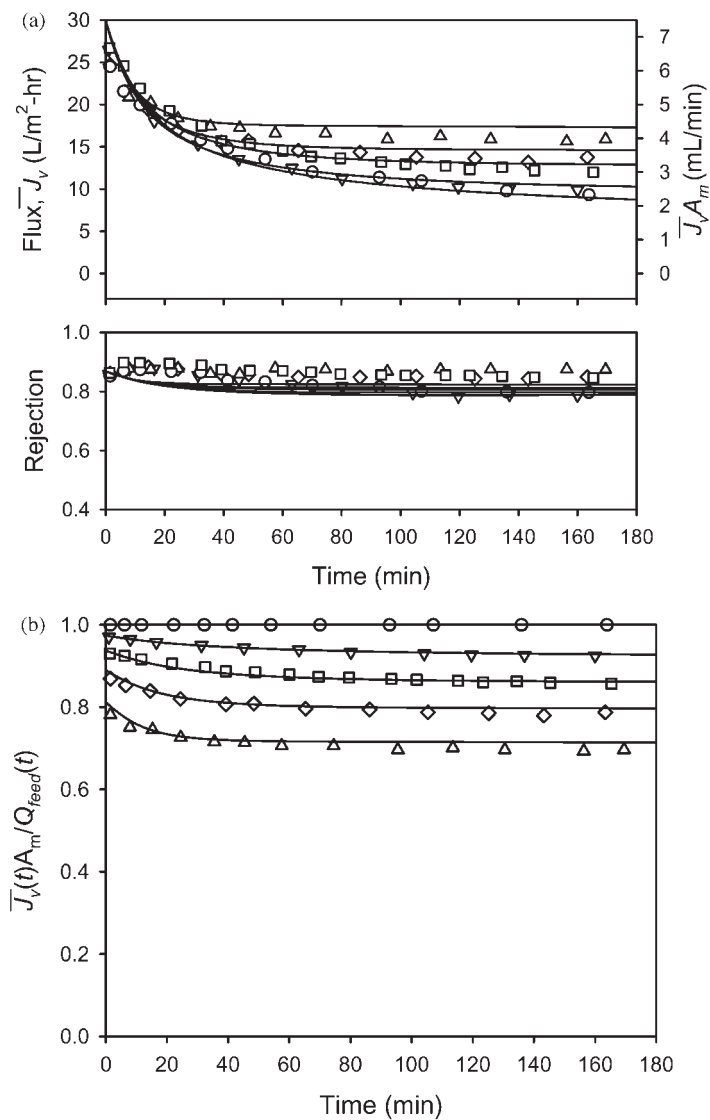 (a)
30
25
20
15
10
5
0
Flux, J̅v (L/m²-hr)
7
6
5
4
3
2
1
0
J̅vAm (mL/min)
1.0
0.8
0.6
0.4
Rejection
0 20 40 60 80 100 120 140 160 180
Time (min)
(b)
1.0
0.8
0.6
0.4
0.2
0.0
J̅v(t)Am/Qfeed(t)
0 20 40 60 80 100 120 140 160 180
Time (min)